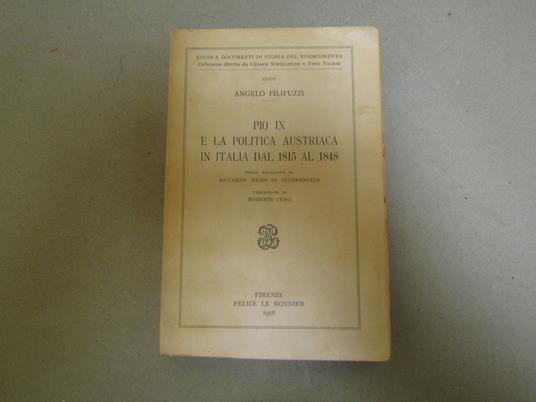 STUDI E DOCUMENTI DI STORIA DEL RISORGIMENTO
Collezione diretta da CESARE SPELLANZON e NINO VALERI
XXXVI
ANGELO FILIPUZZI
PIO IX
E LA POLITICA AUSTRIACA
IN ITALIA DAL 1815 AL 1848
NELLA RELAZIONE DI
RICCARDO WEISS DI STARKENFELS
PREFAZIONE DI
ROBERTO CESSI
FIRENZE
FELICE LE MONNIER
1958